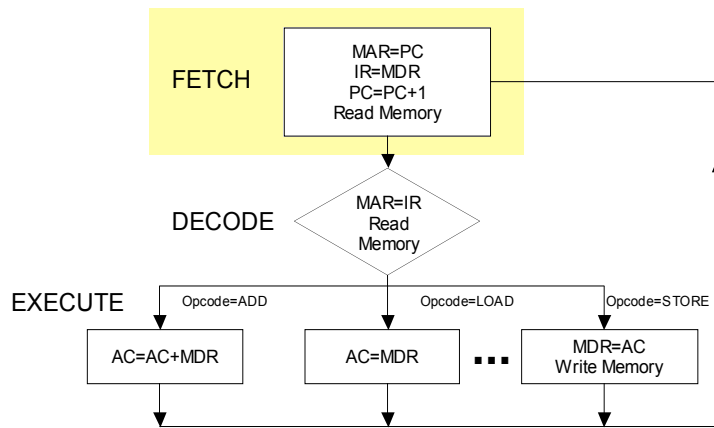 FETCH
MAR=PC
IR=MDR
PC=PC+1
Read Memory
DECODE
MAR=IR
Read
Memory
EXECUTE
Opcode=ADD
Opcode=LOAD
Opcode=STORE
AC=AC+MDR
AC=MDR
...
MDR=AC
Write Memory